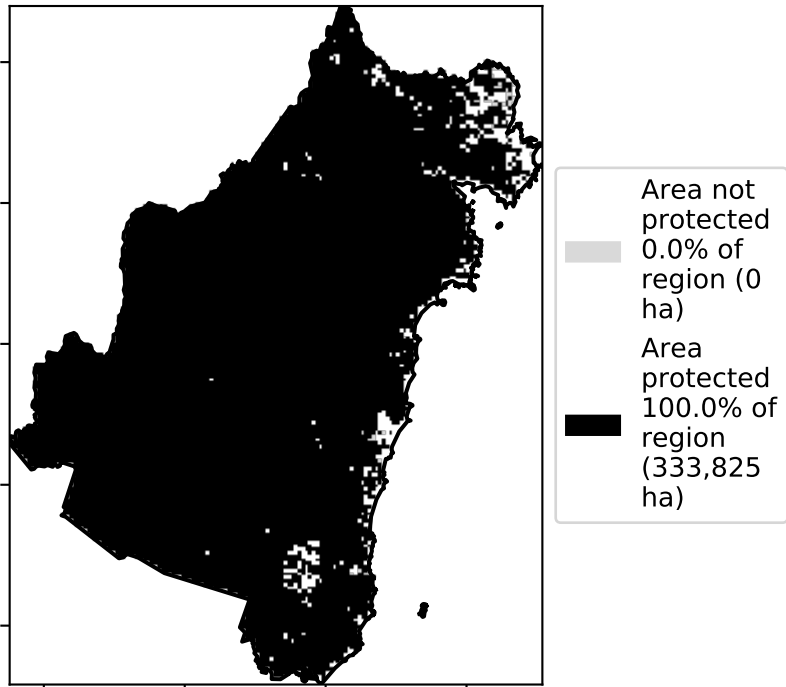 Area not
protected
0.0% of
region (0
ha)
Area
protected
100.0% of
region
(333,825
ha)